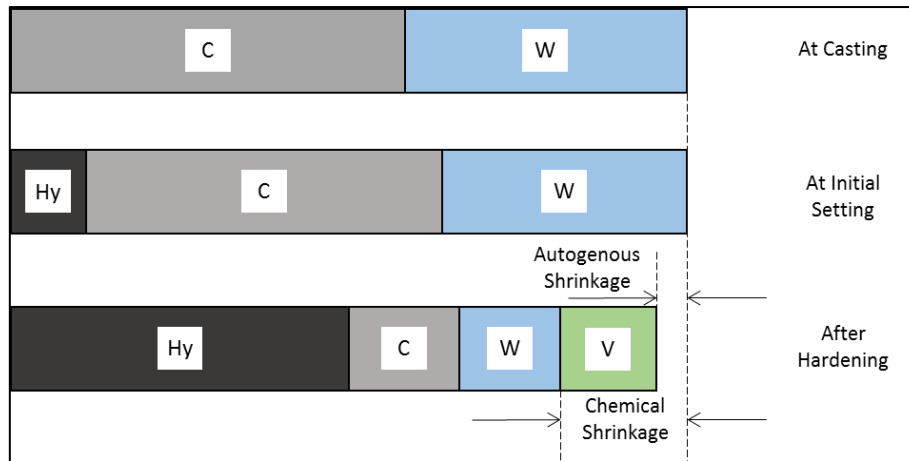 C
W
At Casting
Hy
C
W
At Initial
Setting
Autogenous
Shrinkage
Hy
C
W
V
After
Hardening
Chemical
Shrinkage